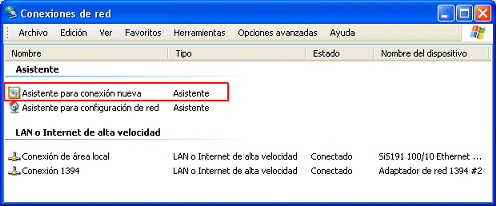 Conexiones de red
Archivo Edición Ver Favoritos Herramientas Opciones avanzadas Ayuda
Nombre Tipo Estado Nombre del dispositivo
Asistente
Asistente para conexión nueva Asistente
Asistente para configuración de red Asistente
LAN o Internet de alta velocidad
Conexión de área local LAN o Internet de alta velocidad Conectado Si5191 100/10 Ethernet ...
Conexión 1394 LAN o Internet de alta velocidad Conectado Adaptador de red 1394 #2